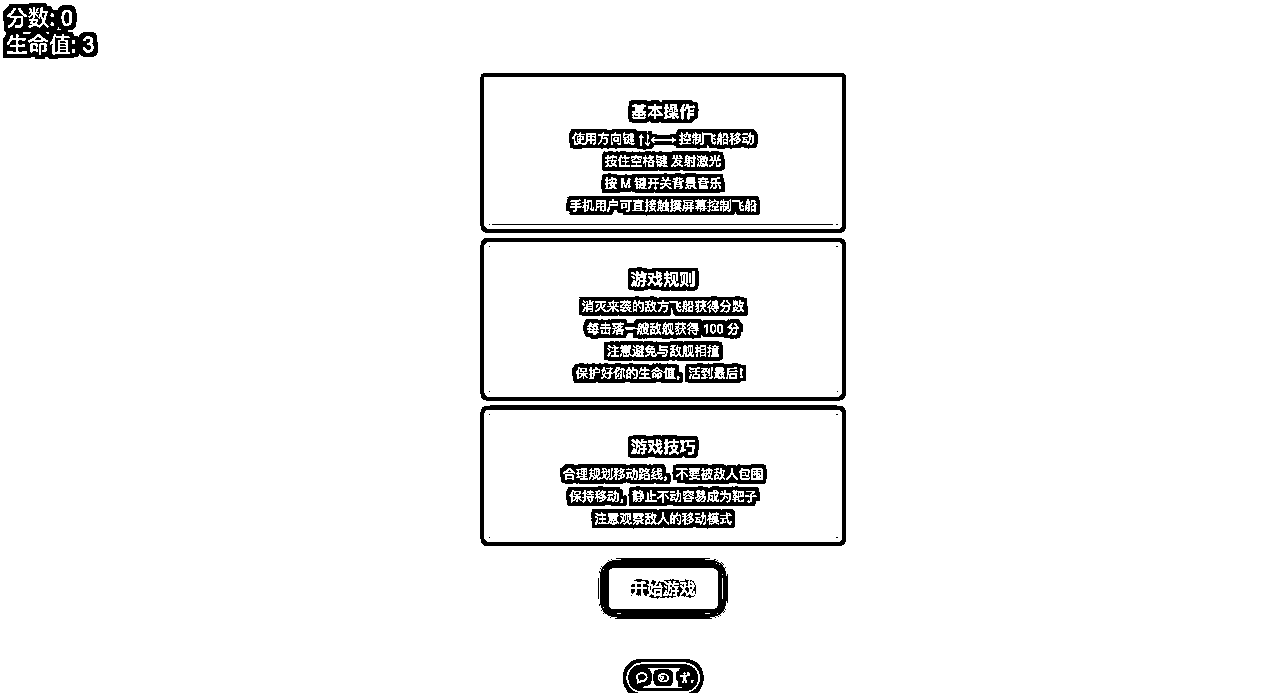 分数: 0
生命值: 3
基本操作
使用方向键 ↑↓←→ 控制飞船移动
按住空格键 发射激光
按 M 键开关背景音乐
手机用户可直接触摸屏幕控制飞船
游戏规则
消灭来袭的敌方飞船获得分数
每击落一艘敌舰获得 100 分
注意避免与敌舰相撞
保护好你的生命值，活到最后！
游戏技巧
合理规划移动路线，不要被敌人包围
保持移动，静止不动容易成为靶子
注意观察敌人的移动模式
开始游戏